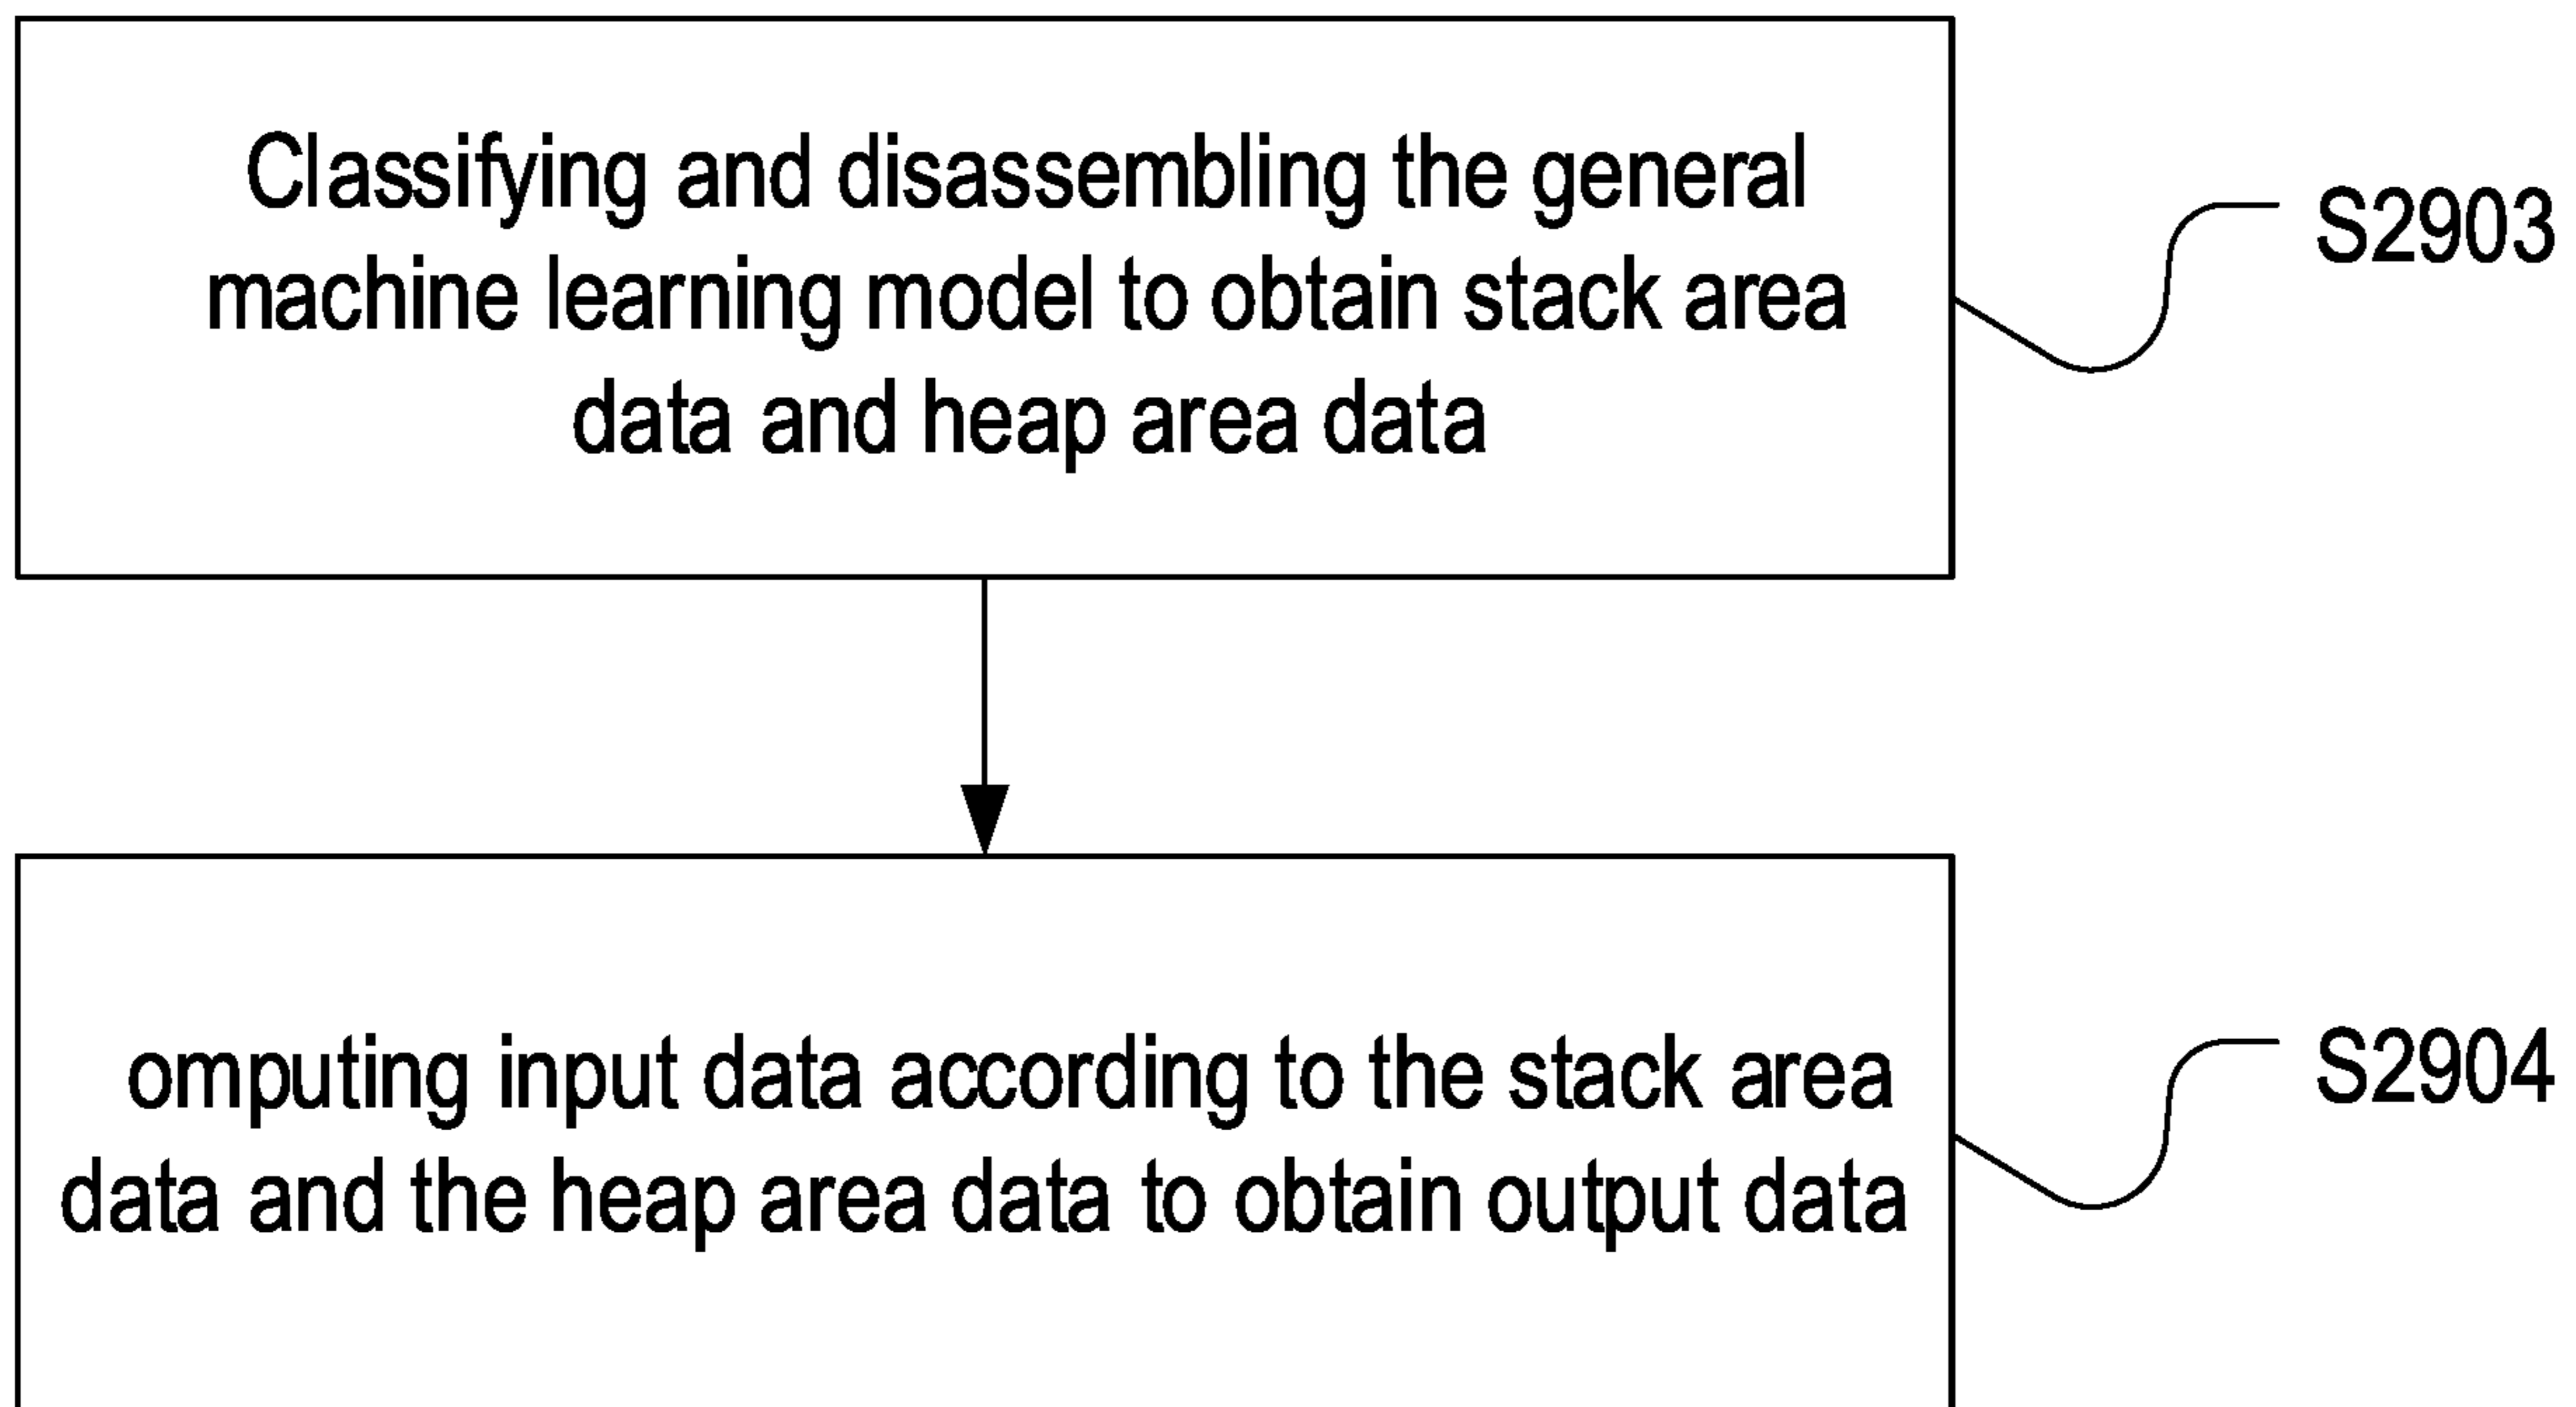 Classifying and disassembling the general
machine learning model to obtain stack area
data and heap area data
S2903
omputing input data according to the stack area
data and the heap area data to obtain output data
S2904